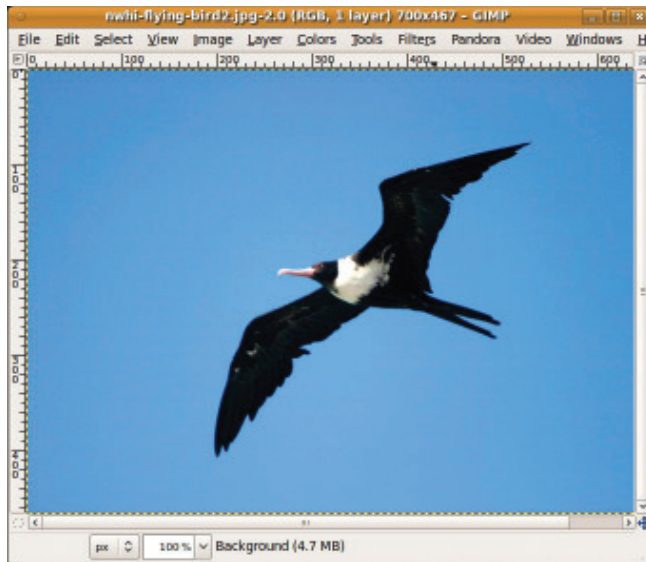 nwhi-flying-bird2.jpg-2.0 (RGB, 1 layer) 700x467 – GIMP
File Edit Select View Image Layer Colors Tools Filters Pandora Video Windows H
0 100 200 300 400 500 600
0
100
200
300
400
px 100 % Background (4.7 MB)